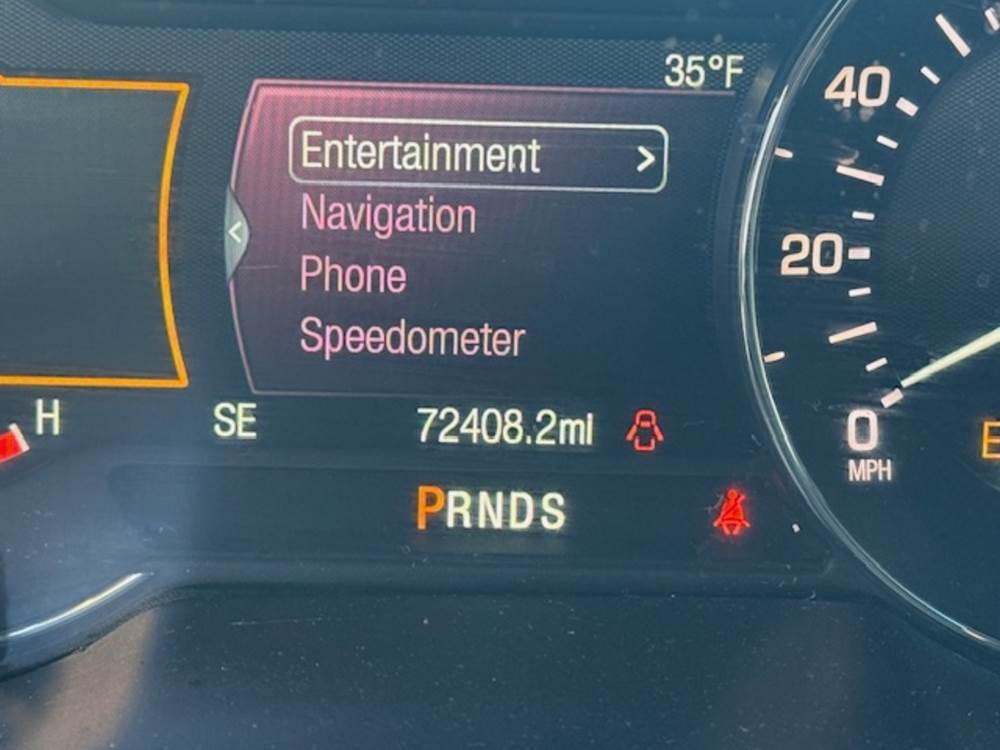 35°F
40
Entertainment >
Navigation
20
<
Phone
Speedometer
H SE 72408.2mi
0
MPH
E
PRNDS